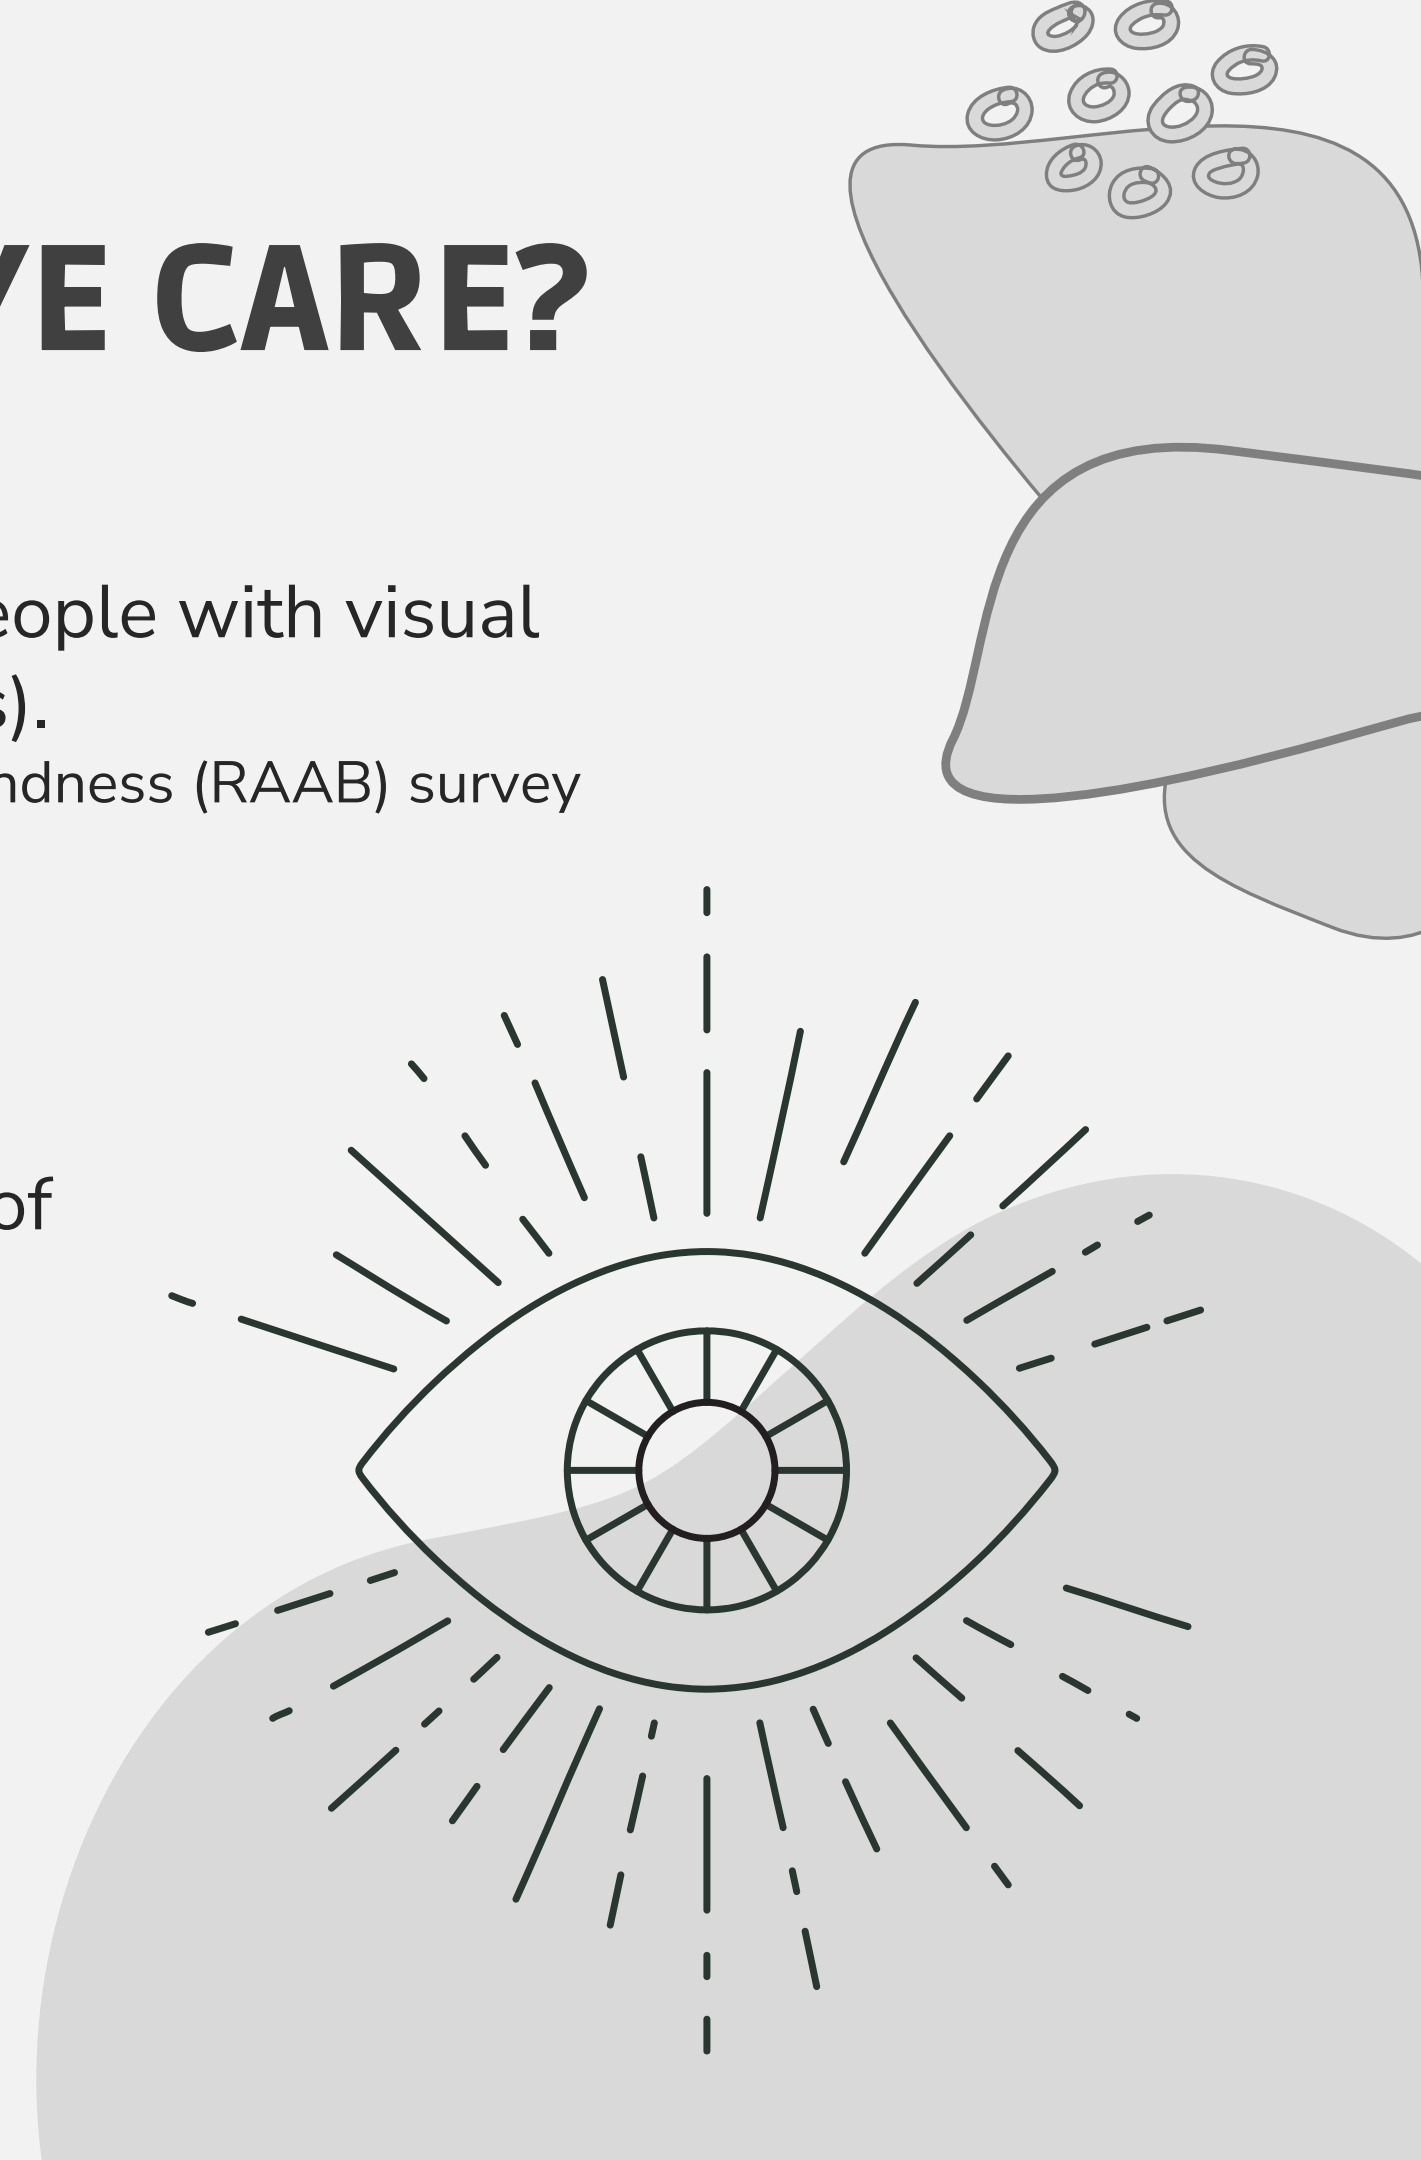 YE CARE?
eople with visual
s).
ndness (RAAB) survey
of